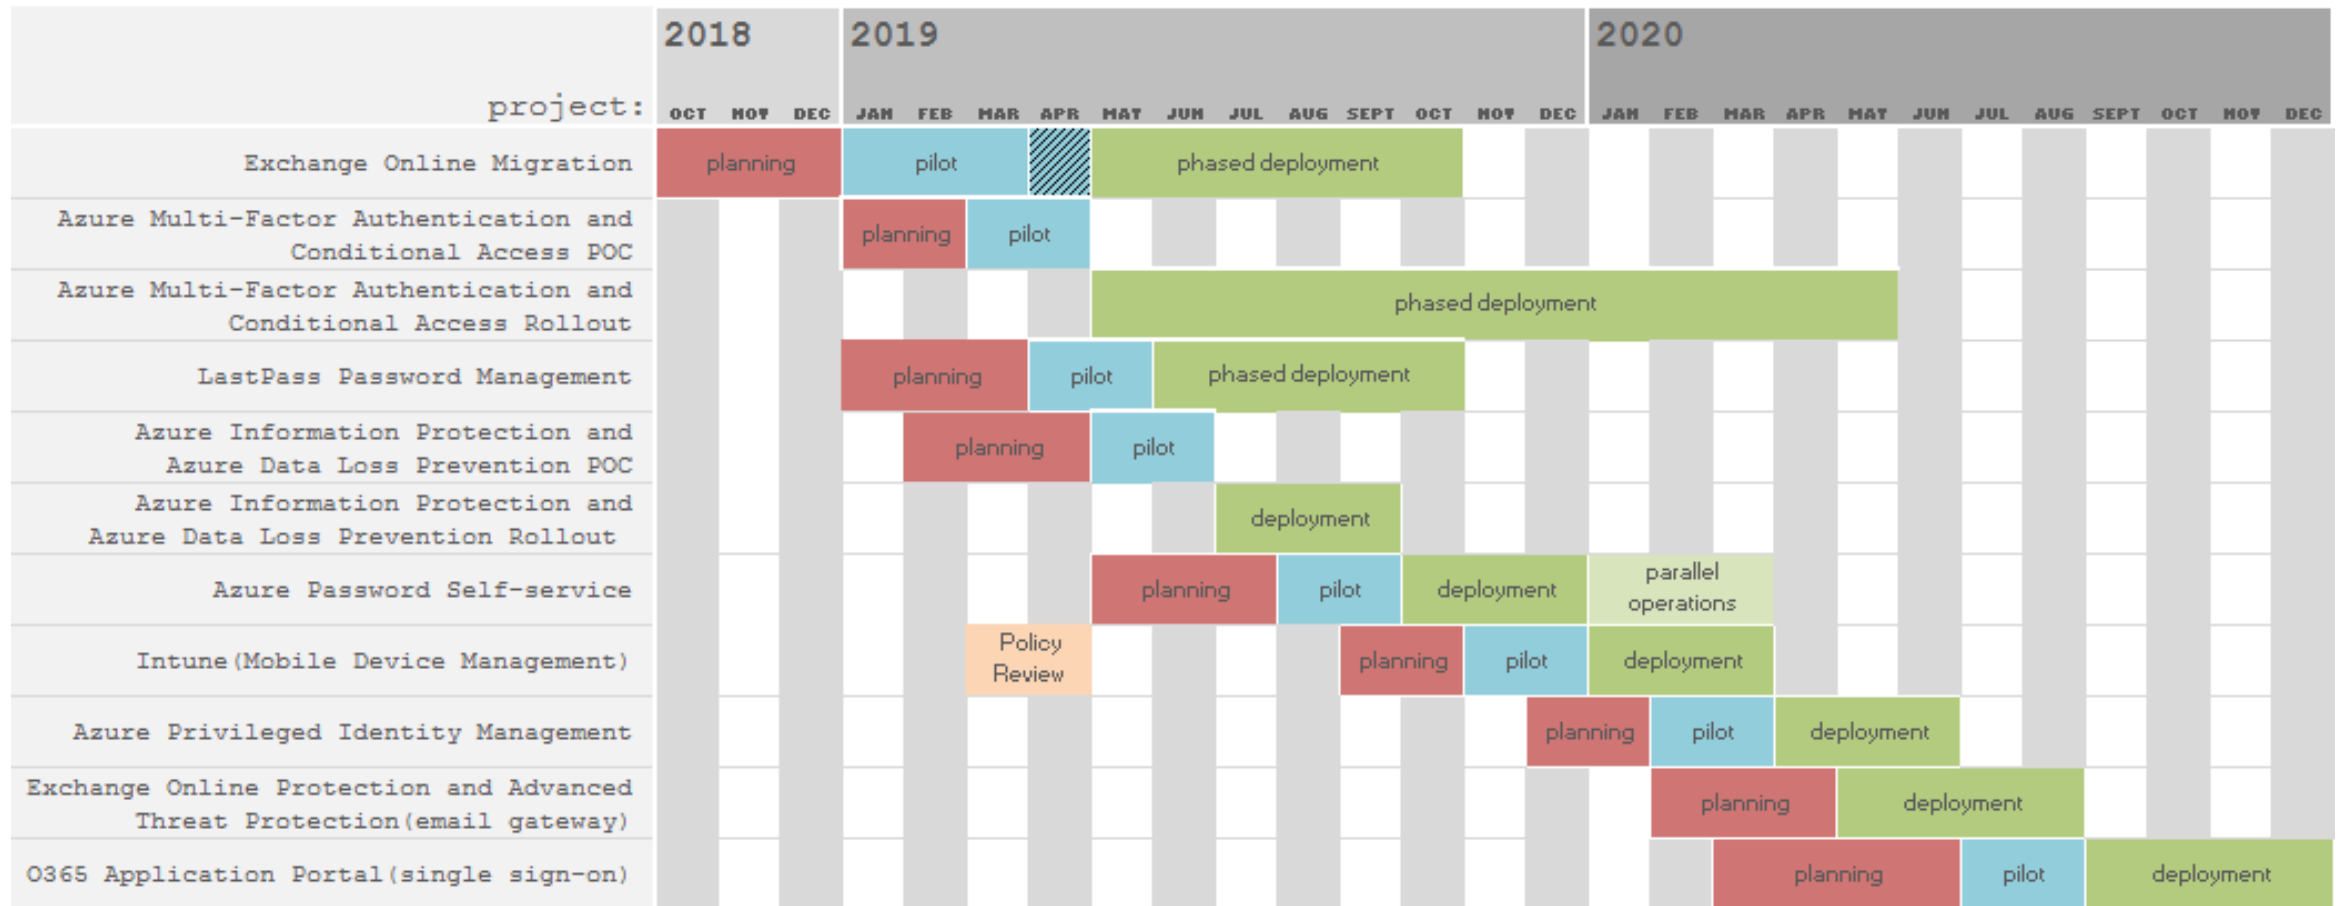 2018 2019 2020
project: OCT NOV DEC JAN FEB MAR APR MAY JUN JUL AUG SEPT OCT NOV DEC JAN FEB MAR APR MAY JUN JUL AUG SEPT OCT NOV DEC
Exchange Online Migration planning pilot phased deployment
Azure Multi-Factor Authentication and
Conditional Access POC
planning pilot
Azure Multi-Factor Authentication and
Conditional Access Rollout
phased deployment
LastPass Password Management planning pilot phased deployment
Azure Information Protection and
Azure Data Loss Prevention POC
planning pilot
Azure Information Protection and
Azure Data Loss Prevention Rollout
deployment
Azure Password Self-service planning pilot deployment
parallel
operations
Intune(Mobile Device Management)
Policy
Review
planning pilot deployment
Azure Privileged Identity Management planning pilot deployment
Exchange Online Protection and Advanced
Threat Protection(email gateway)
planning deployment
O365 Application Portal(single sign-on) planning pilot deployment